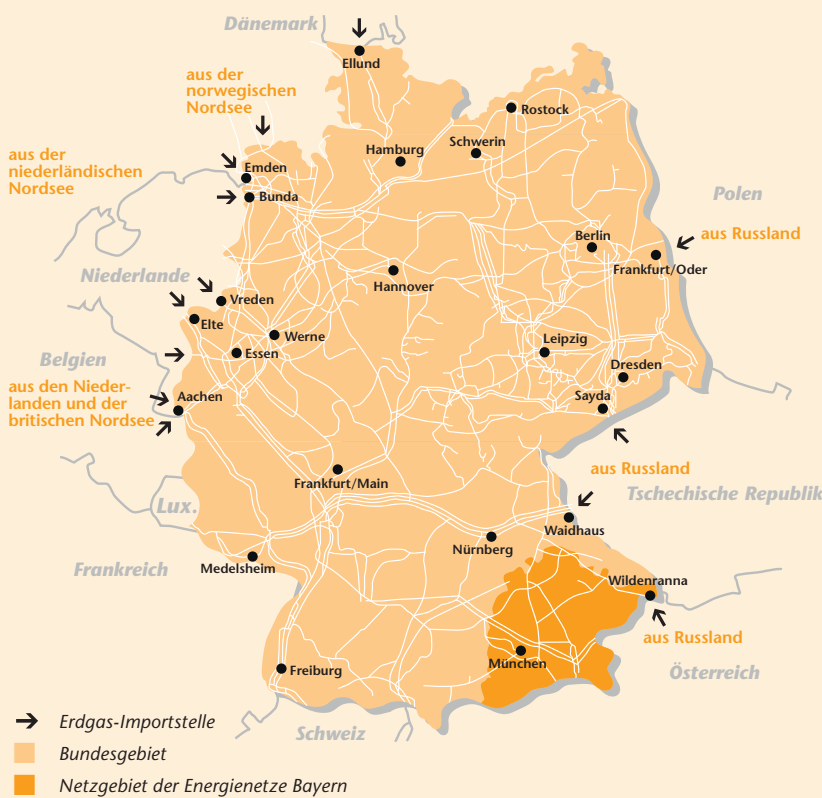 Dänemark
Ellund
aus der
norwegischen
Nordsee
Rostock
Schwerin
Hamburg
aus der
niederländischen
Nordsee
Emden
Bunda
Polen
Berlin
aus Russland
Frankfurt/Oder
Niederlande
Hannover
Vreden
Elte
Werne
Essen
Leipzig
Belgien
Dresden
aus den Nieder-
landen und der
britischen Nordsee
Aachen
Sayda
aus Russland
Frankfurt/Main
Tschechische Republik
Lux.
Waidhaus
Nürnberg
Frankreich
Medelsheim
Wildenranna
aus Russland
München
Freiburg
Österreich
Schweiz
Erdgas-Importstelle
Bundesgebiet
Netzgebiet der Energienetze Bayern